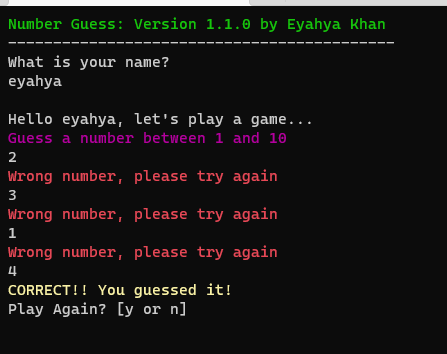 Number Guess: Version 1.1.0 by Eyahya Khan
-------------------------------------------
What is your name?
eyahya
Hello eyahya, let's play a game...
Guess a number between 1 and 10
2
Wrong number, please try again
3
Wrong number, please try again
1
Wrong number, please try again
4
CORRECT!! You guessed it!
Play Again? [y or n]